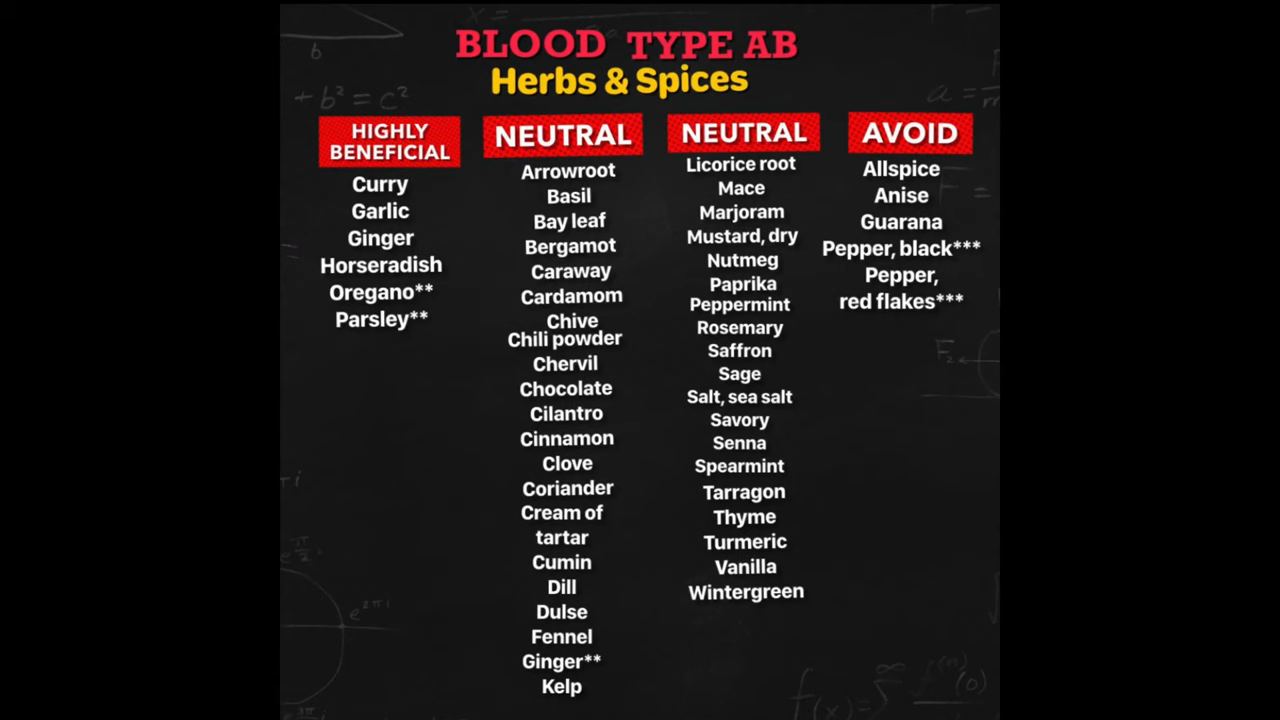 BLOOD TYPE AB
Herbs & Spices
HIGHLY
BENEFICIAL
Curry
Garlic
Ginger
Horseradish
Oregano**
Parsley**
NEUTRAL
Arrowroot
Basil
Bay leaf
Bergamot
Caraway
Cardamom
Chive
Chili powder
Chervil
Chocolate
Cilantro
Cinnamon
Clove
Coriander
Cream of
tartar
Cumin
Dill
Dulse
Fennel
Ginger**
Kelp
NEUTRAL
Licorice root
Mace
Marjoram
Mustard, dry
Nutmeg
Paprika
Peppermint
Rosemary
Saffron
Sage
Salt, sea salt
Savory
Senna
Spearmint
Tarragon
Thyme
Turmeric
Vanilla
Wintergreen
AVOID
Allspice
Anise
Guarana
Pepper, black***
Pepper,
red flakes***
b
+ b² = c²